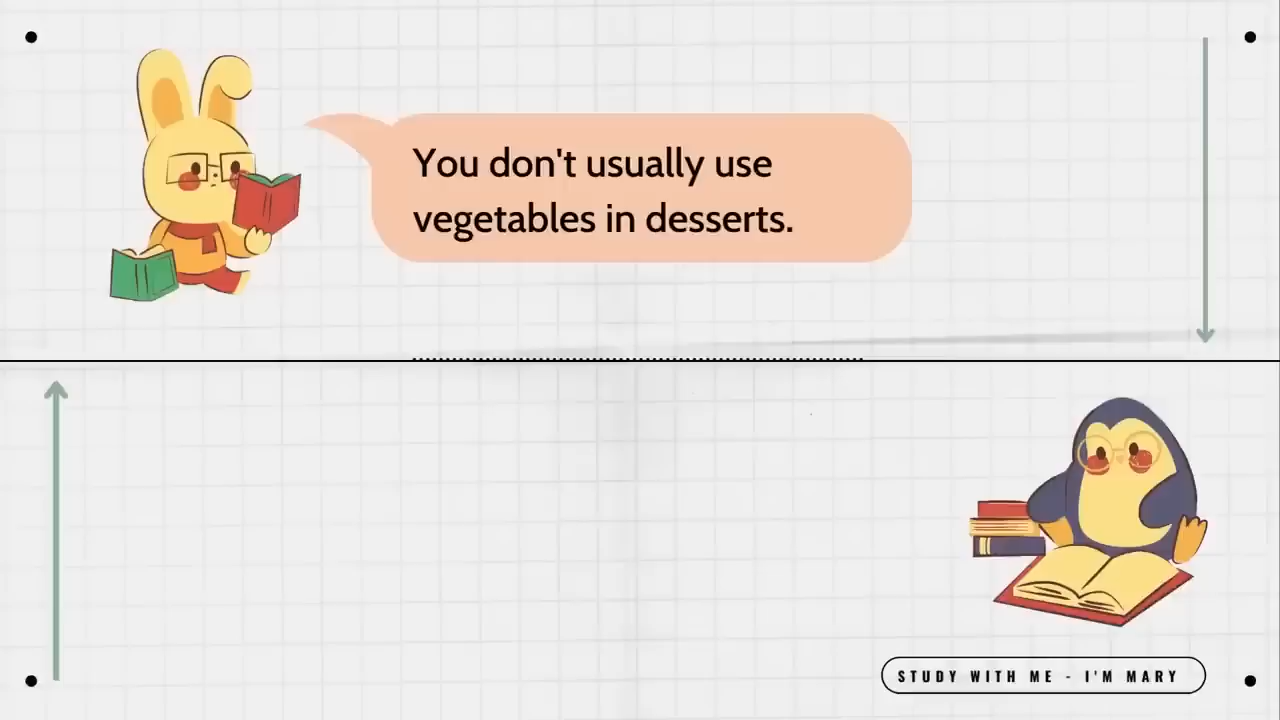 You don't usually use
vegetables in desserts.
STUDY WITH ME - I'M MARY